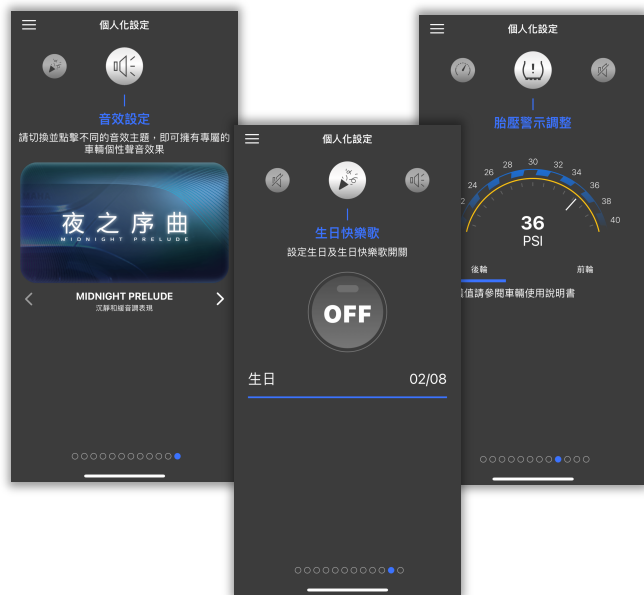 個人化設定
音效設定
請切換並點擊不同的音效主題,即可擁有專屬的
車輛個性聲音效果
夜之序曲
MIDNIGHT PRELUDE
MIDNIGHT PRELUDE
沉靜和緩音調表現
個人化設定
生日快樂歌
設定生日及生日快樂歌開關
OFF
生日 02/08
個人化設定
胎壓警示調整
24 26 28 30 32 34 36 38 40
36
PSI
後輪 前輪
值請參閱車輛使用說明書